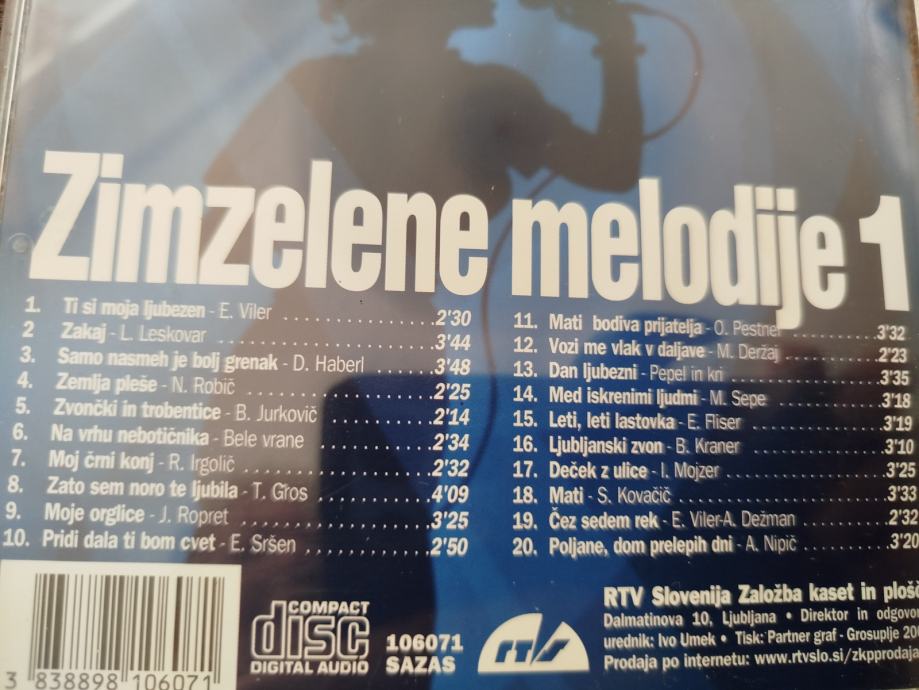 Zimzelene melodije 1
1. Ti si moja ljubezen - E. Viler ..................2'30
2 Zakaj - L. Leskovar ..................3'44
3. Samo nasmeh je bolj grenak - D. Haberl ........3'48
4. Zemlja pleše - N. Robič ..................2'25
5. Zvončki in trobentice - B. Jurkovič ............2'14
6. Na vrhu nebotičnika - Bele vrane ............2'34
7. Moj črni konj - R. Irgolič ..................2'32
8. Zato sem noro te ljubila - T. Gros ............4'09
9. Moje orglice - J. Ropret ..................3'25
10. Pridi dala ti bom cvet - E. Sršen ............2'50
11. Mati bodiva prijatelja - O. Pestner ............3'32
12. Vozi me vlak v daljave - M. Deržaj ............2'23
13. Dan ljubezni - Pepel in kri ..................3'35
14. Med iskrenimi ljudmi - M. Sepe ............3'18
15. Leti, leti lastovka - E. Fliser ..................3'19
16. Ljubljanski zvon - B. Kraner ..................3'10
17. Deček z ulice - I. Mojzer ..................3'25
18. Mati - S. Kovačič ..................3'33
19. Čez sedem rek - E. Viler-A. Dežman .........2'32
20. Poljane, dom prelepih dni - A. Nipič .........3'20
3 838898 106071
COMPACT
disc
DIGITAL AUDIO
106071
SAZAS
RTV S
RTV Slovenija Založba kaset in plošč
Dalmatinova 10, Ljubljana • Direktor in odgovor
urednik: Ivo Umek • Tisk: Partner graf - Grosuplje 20
Prodaja po internetu: www.rtvslo.si/zkpprodaja